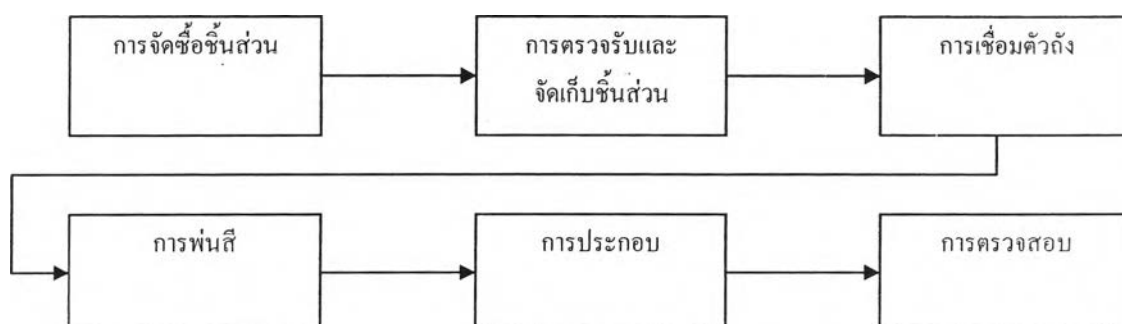 การจัดซื้อชิ้นส่วน
การตรวจรับและ
จัดเก็บชิ้นส่วน
การเชื่อมตัวถัง
การพ่นสี
การประกอบ
การตรวจสอบ